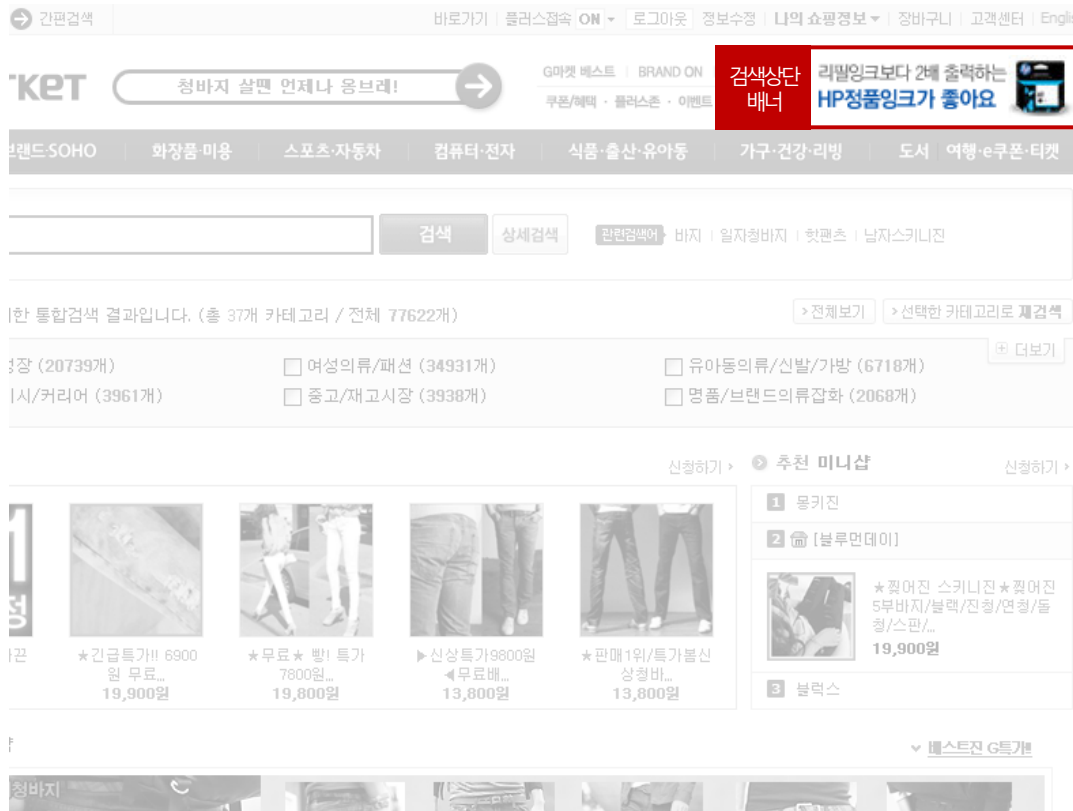 간편검색
바로가기 | 플러스접속 ON | 로그아웃 정보수정 | 나의 쇼핑정보 | 장바구니 | 고객센터 | Englis
rket
청바지 살땐 언제나 옹브레!
G마켓 베스트 | BRAND ON
쿠폰/혜택 · 플러스존 · 이벤트
검색상단
배너
리필잉크보다 2배 출력하는
HP정품잉크가 좋아요
브랜드·SOHO | 화장품·미용 | 스포츠·자동차 | 컴퓨터·전자 | 식품·출산·유아동 | 가구·건강·리빙 | 도서 | 여행·e쿠폰·티켓
검색
상세검색
관련검색어 바지 | 일자청바지 | 핫팬츠 | 남자스키니진
한 통합검색 결과입니다. (총 37개 카테고리 / 전체 77622개)
>전체보기
>선택한 카테고리로 재검색
더보기
성장 (20739개)
여성의류/패션 (34931개)
유아동의류/신발/가방 (6718개)
시/커리어 (3961개)
중고/재고시장 (3938개)
명품/브랜드의류잡화 (2068개)
신청하기 >
추천 미니샵
신청하기 >
1 몽키진
2 [블루먼데이]
★찢어진 스키니진★찢어진
5부바지/블랙/진청/연청/돌
청/스판/...
19,900원
3 블럭스
정
★긴급특가!! 6900
원 무료...
19,900원
★무료★ 빵! 특가
7800원...
19,800원
▶신상특가9800원
◀무료배...
13,800원
★판매1위/특가봄신
상청바...
13,800원
베스트진 G특가!!
청바지